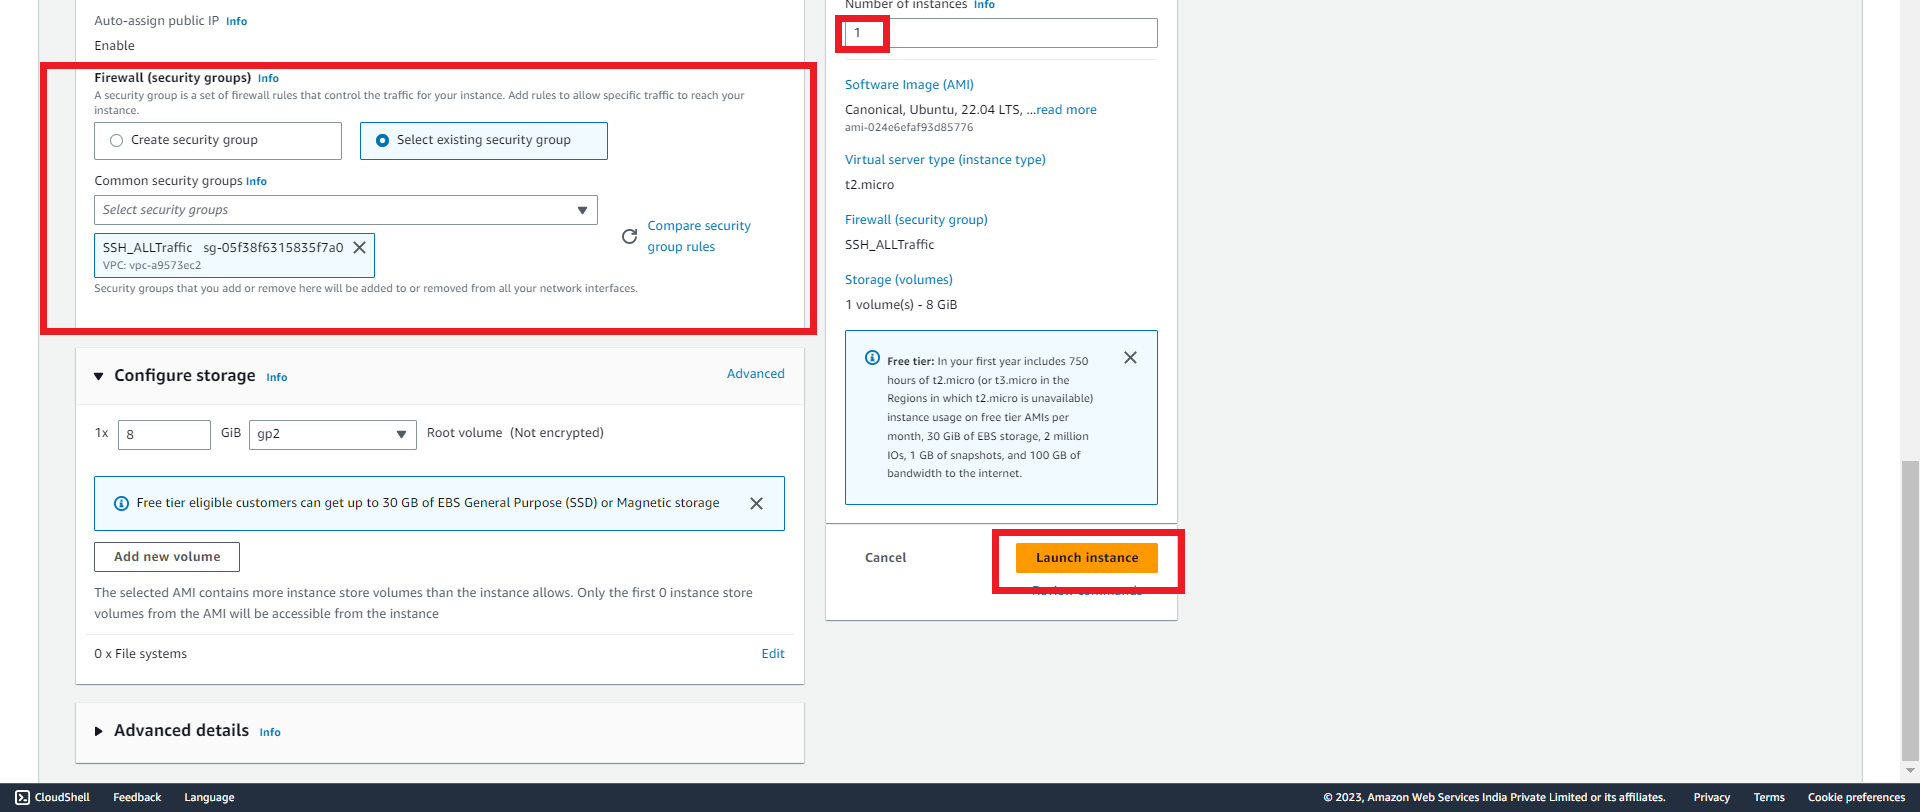 Auto-assign public IP Info
Enable
Firewall (security groups) Info
A security group is a set of firewall rules that control the traffic for your instance. Add rules to allow specific traffic to reach your
instance.
Create security group
Select existing security group
Common security groups Info
Select security groups
SSH_ALLTraffic sg-05f38f6315835f7a0
VPC: vpc-a9573ec2
Compare security
group rules
Security groups that you add or remove here will be added to or removed from all your network interfaces.
Configure storage Info
Advanced
1x 8 GiB gp2 Root volume (Not encrypted)
Free tier eligible customers can get up to 30 GB of EBS General Purpose (SSD) or Magnetic storage
Add new volume
The selected AMI contains more instance store volumes than the instance allows. Only the first 0 instance store
volumes from the AMI will be accessible from the instance
0 x File systems
Edit
Advanced details Info
Number of instances Info
1
Software Image (AMI)
Canonical, Ubuntu, 22.04 LTS, ...read more
ami-024e6efaf93d85776
Virtual server type (instance type)
t2.micro
Firewall (security group)
SSH_ALLTraffic
Storage (volumes)
1 volume(s) - 8 GiB
Free tier: In your first year includes 750
hours of t2.micro (or t3.micro in the
Regions in which t2.micro is unavailable)
instance usage on free tier AMIs per
month, 30 GiB of EBS storage, 2 million
IOs, 1 GB of snapshots, and 100 GB of
bandwidth to the internet.
Cancel
Launch instance
CloudShell Feedback Language
© 2023, Amazon Web Services India Private Limited or its affiliates. Privacy Terms Cookie preferences